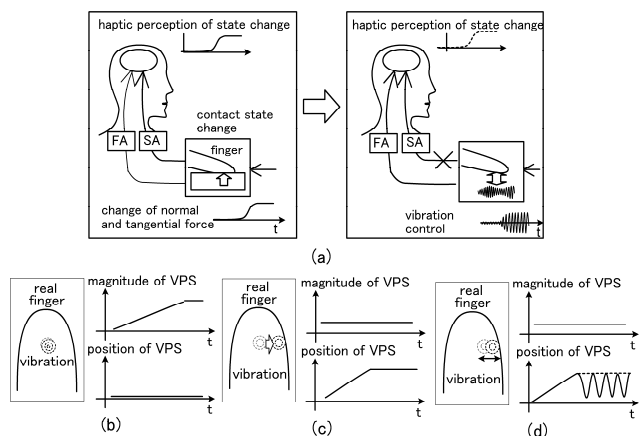 haptic perception of state change
FA
SA
contact state
change
finger
change of normal
and tangential force
t
haptic perception of state change
FA
SA
vibration
control
t
(a)
real
finger
vibration
magnitude of VPS
t
position of VPS
t
(b)
real
finger
vibration
magnitude of VPS
t
position of VPS
t
(c)
real
finger
vibration
magnitude of VPS
t
position of VPS
t
(d)